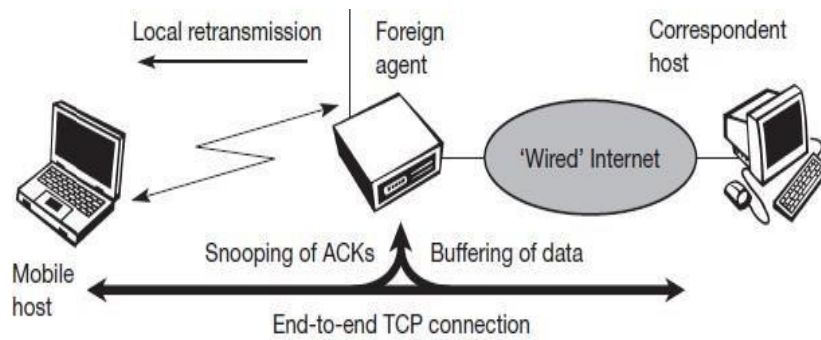 Local retransmission
Foreign
agent
Correspondent
host
'Wired' Internet
Snooping of ACKs
Buffering of data
Mobile
host
End-to-end TCP connection